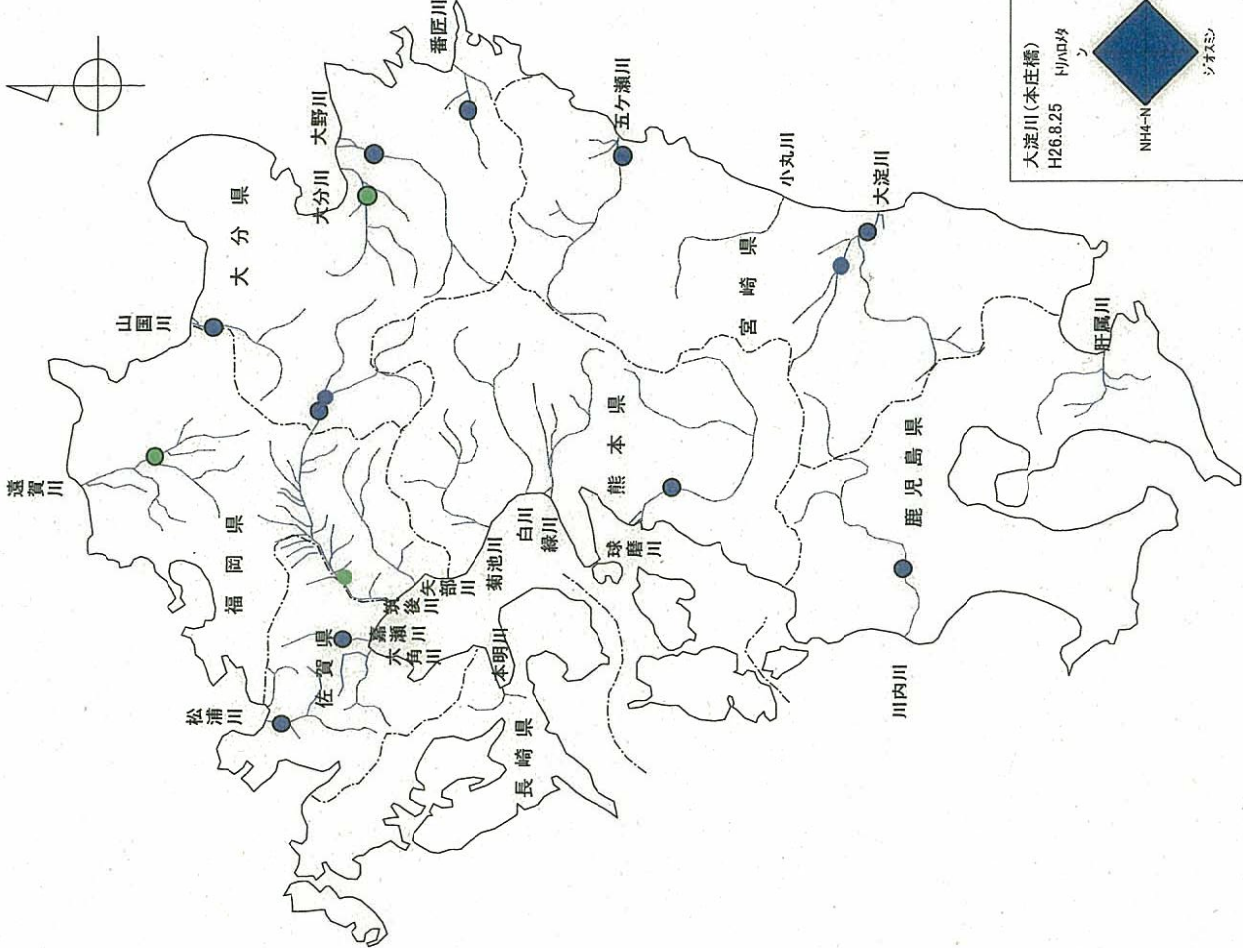 遠賀川
山国川
大分県
大分川
大野川
番匠川
福岡県
松浦川
佐賀県
嘉瀬川
六角川
筑後川
矢部川
菊池川
白川
緑川
本明川
長崎県
熊本県
球磨川
五ケ瀬川
小丸川
宮崎県
大淀川
鹿児島県
川内川
肝属川
大淀川(本庄橋)
H26.8.25
トリハロメタ
ン
NH4-N
ジオスミン